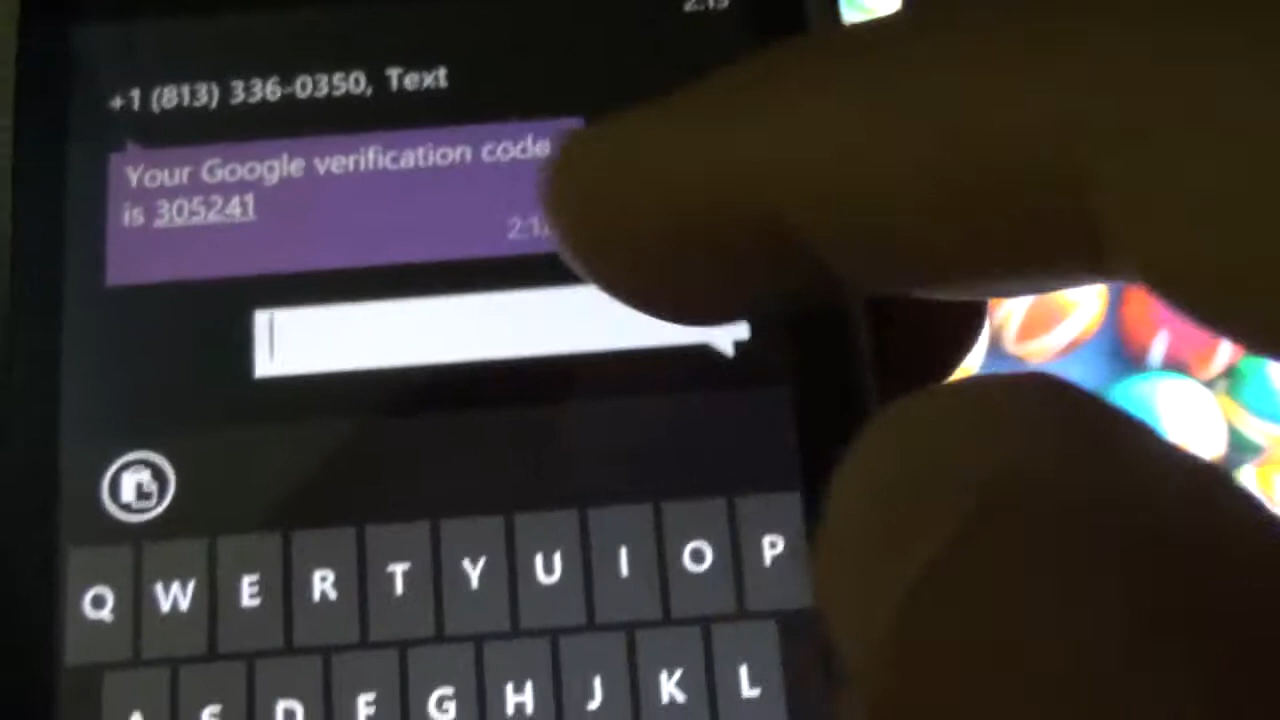 +1 (813) 336-0350, Text
Your Google verification code
is 305241
Q W E R T Y U I O P
F G H J K L